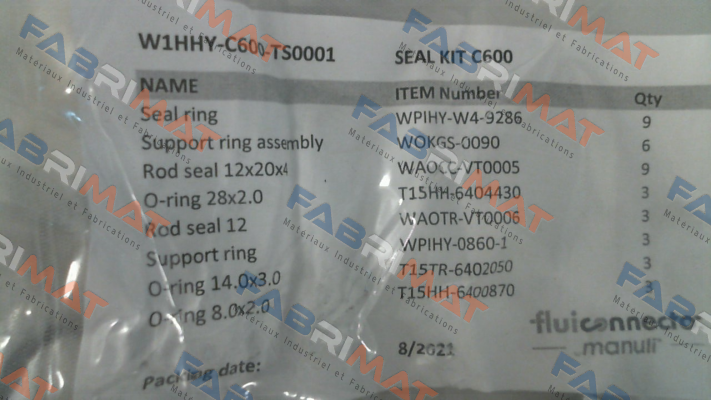 W1HHY-C600-TS0001 SEAL KIT C600
NAME ITEM Number Qty
Seal ring WPIHY-W4-9286 9
Support ring assembly WOKGS-0090 6
Rod seal 12x20x4 WAOCC-VT0005 9
O-ring 28x2.0 T15HH-6404430 3
Rod seal 12 WAOTR-VT0006 3
Support ring WPIHY-0860-1 3
O-ring 14.0x3.0 T15TR-6402050 3
O-ring 8.0x2.0 T15HH-6400870 3
fluiconnecto
manuli
8/2021
Packing date:
FABRIMAT
Materiaux Industriel et Fabrications